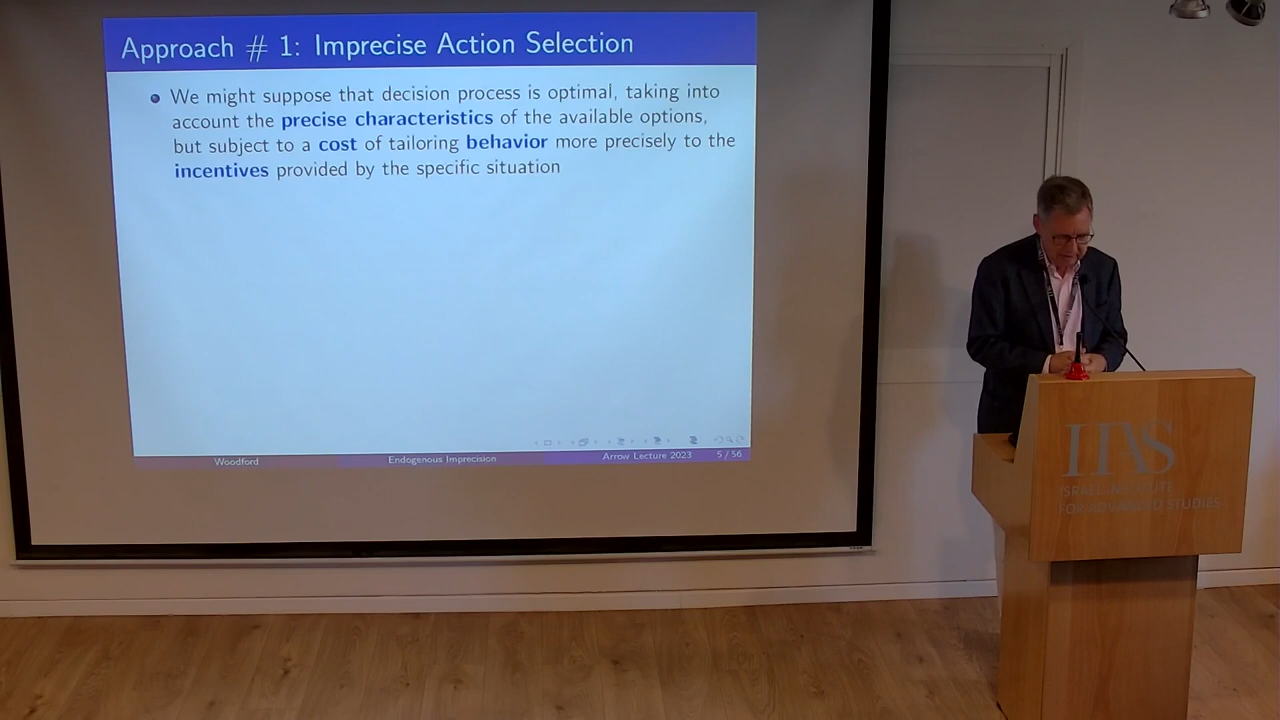 Approach # 1: Imprecise Action Selection
We might suppose that decision process is optimal, taking into
account the precise characteristics of the available options,
but subject to a cost of tailoring behavior more precisely to the
incentives provided by the specific situation
Woodford
Endogenous Imprecision
Arrow Lecture 2023
5 / 56
IIAS
ISRAEL INSTITUTE
FOR ADVANCED STUDIES